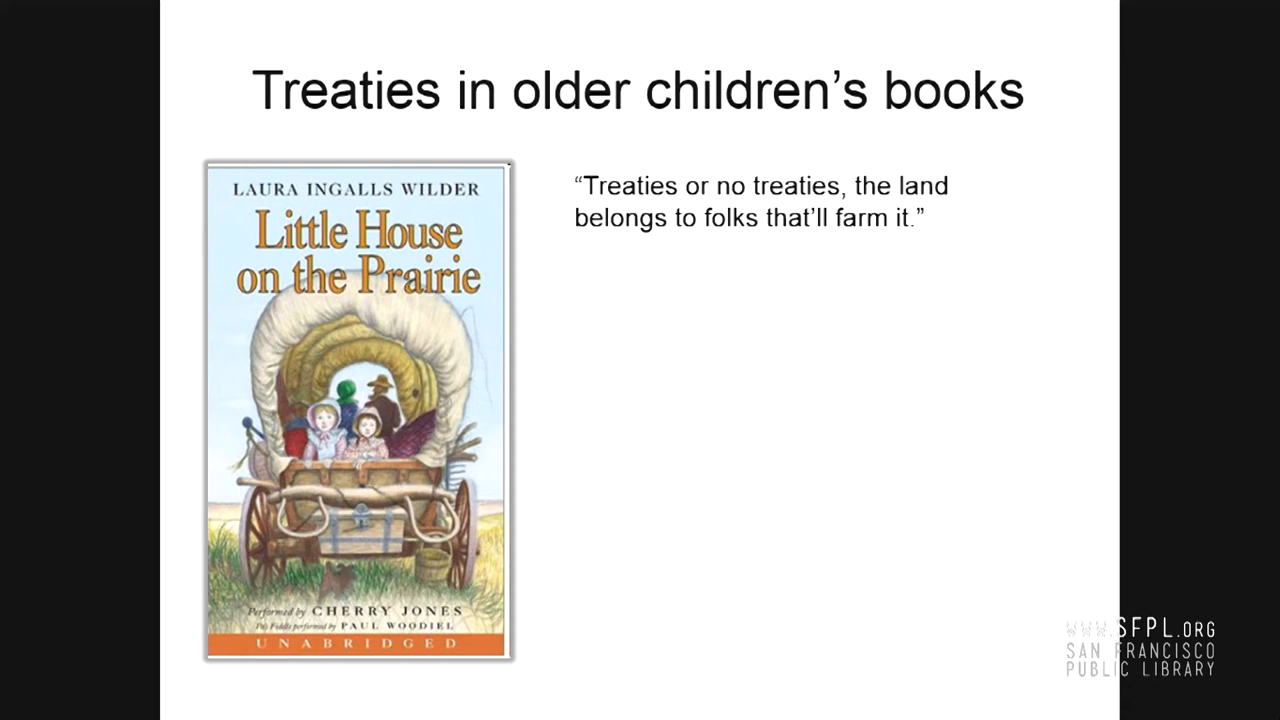 Treaties in older children’s books
LAURA INGALLS WILDER
Little House
on the Prairie
Performed by CHERRY JONES
Pa's Fiddle performed by PAUL WOODIEL
UNABRIDGED
“Treaties or no treaties, the land
belongs to folks that’ll farm it.”
WWW.SFPL.ORG
SAN FRANCISCO
PUBLIC LIBRARY